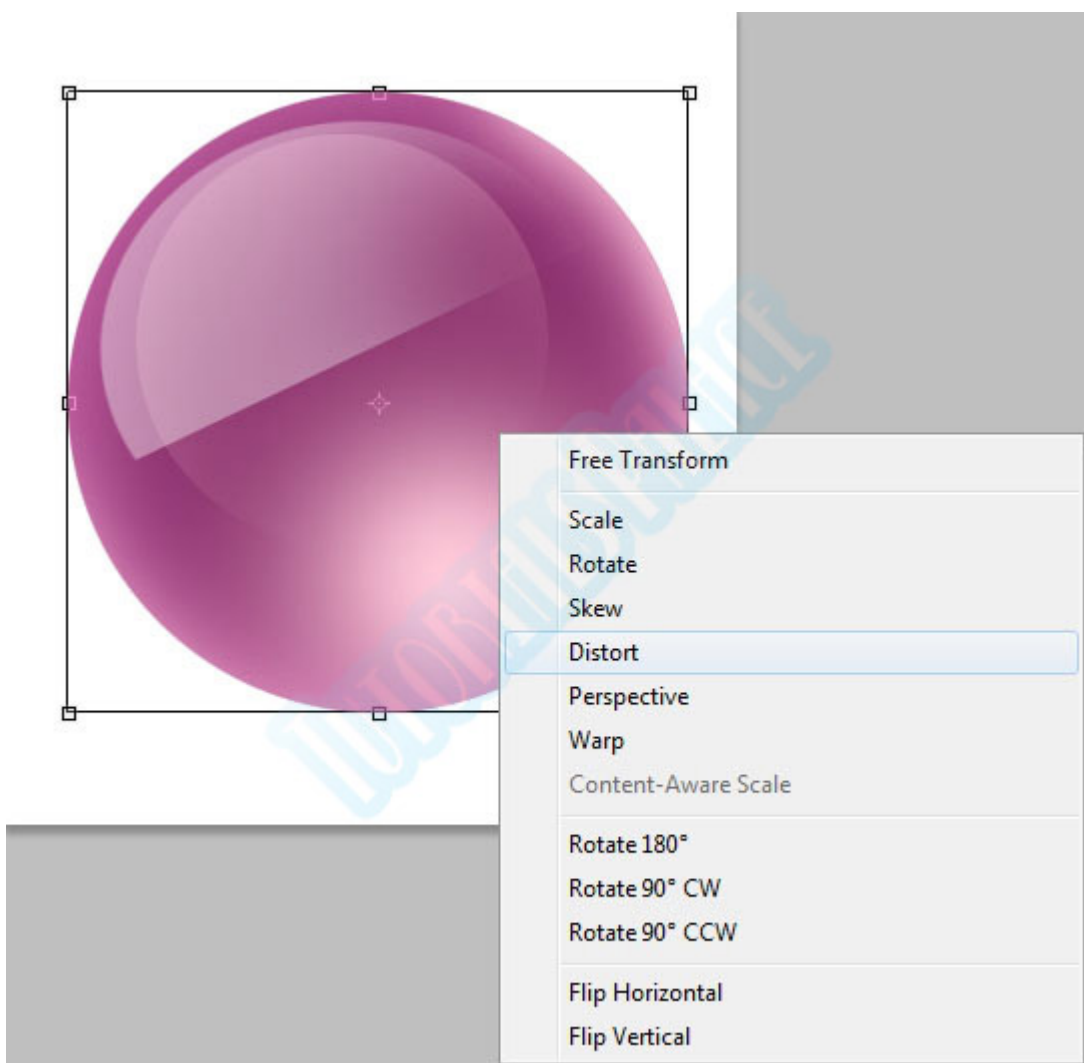 Free Transform
Scale
Rotate
Skew
Distort
Perspective
Warp
Content-Aware Scale
Rotate 180°
Rotate 90° CW
Rotate 90° CCW
Flip Horizontal
Flip Vertical